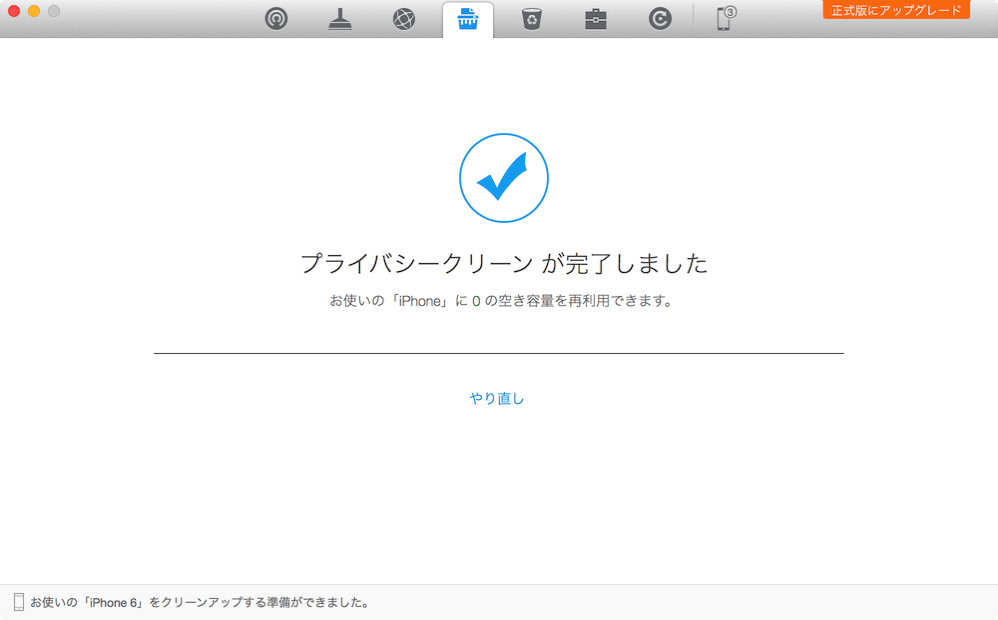 3
正式版にアップグレード
プライバシークリーン が完了しました
お使いの「iPhone」に 0 の空き容量を再利用できます。
やり直し
お使いの「iPhone 6」をクリーンアップする準備ができました。